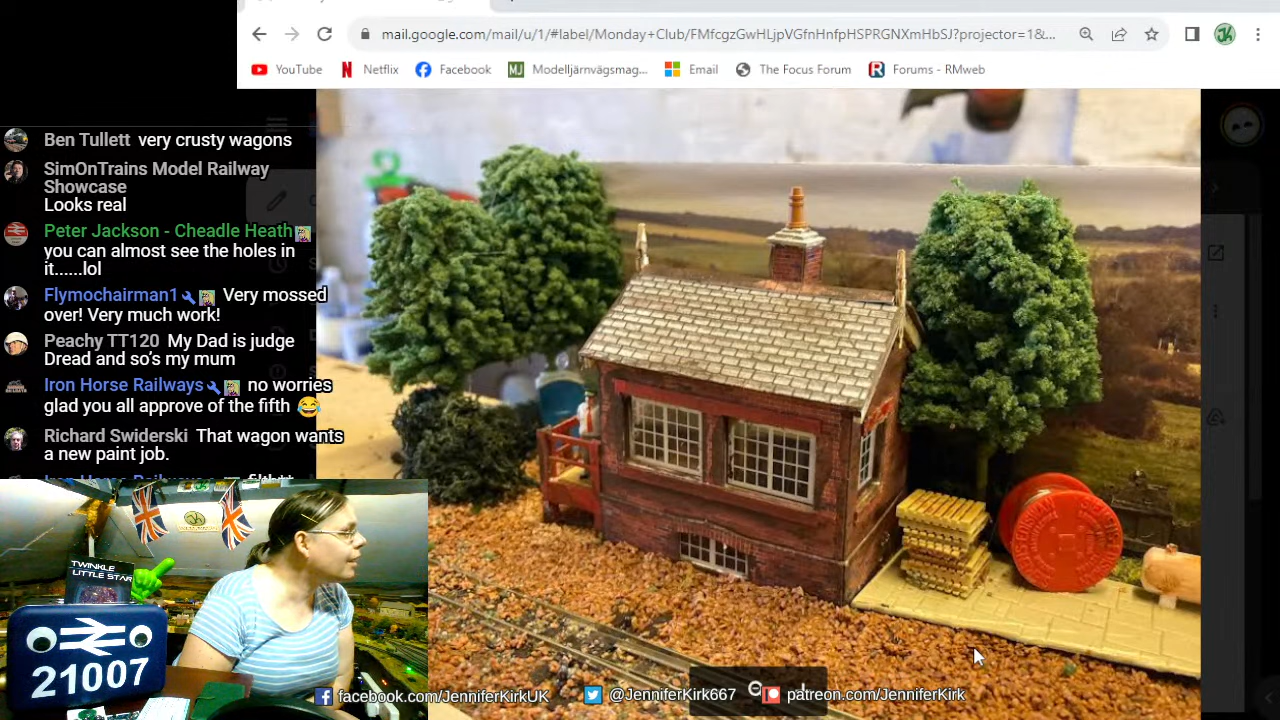 mail.google.com/mail/u/1/#label/Monday+Club/FMfcgzGwHLjpVGfnHnfpHSPRGNXmHbSJ?projector=1&...
YouTube Netflix Facebook Modelljärnvägsmag... Email The Focus Forum Forums - RMweb
Ben Tullett very crusty wagons
SimOnTrains Model Railway
Showcase
Looks real
Peter Jackson - Cheadle Heath
you can almost see the holes in
it......lol
Flymochairman1 Very mossed
over! Very much work!
Peachy TT120 My Dad is judge
Dread and so's my mum
Iron Horse Railways no worries
glad you all approve of the fifth 😂
Richard Swiderski That wagon wants
a new paint job.
TWINKLE
LITTLE STAR
21007
facebook.com/JenniferKirkUK @JenniferKirk667 patreon.com/JenniferKirk